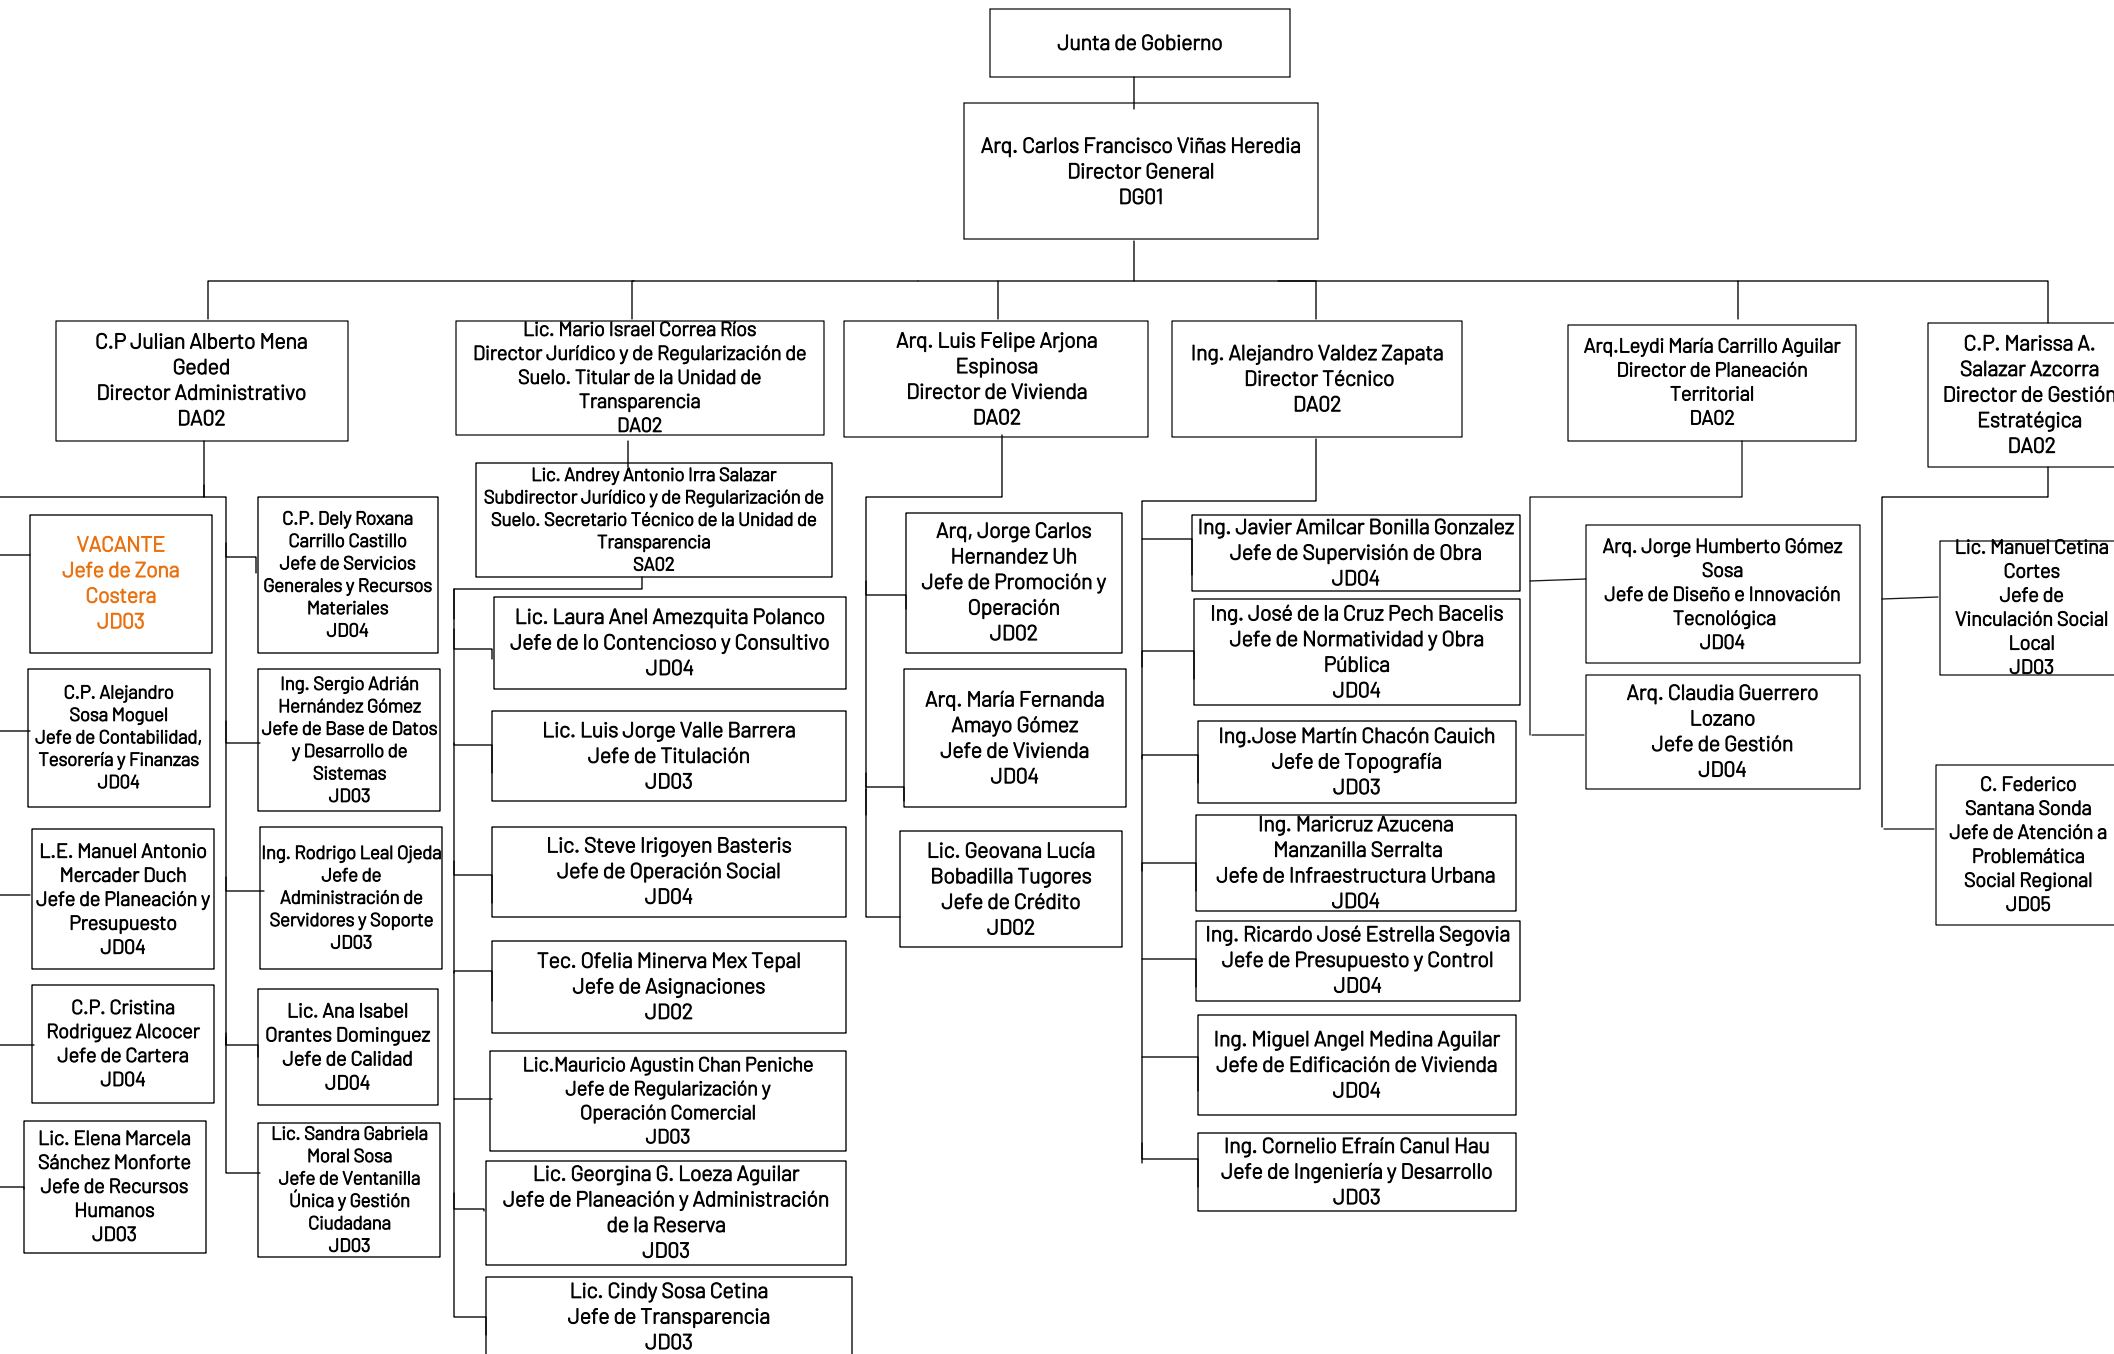 Junta de Gobierno
Arq. Carlos Francisco Viñas Heredia
Director General
DG01
C.P Julian Alberto Mena
Geded
Director Administrativo
DA02
Lic. Mario Israel Correa Ríos
Director Jurídico y de Regularización de
Suelo. Titular de la Unidad de
Transparencia
DA02
Arq. Luis Felipe Arjona
Espinosa
Director de Vivienda
DA02
Ing. Alejandro Valdez Zapata
Director Técnico
DA02
Arq.Leydi María Carrillo Aguilar
Director de Planeación
Territorial
DA02
C.P. Marissa A.
Salazar Azcorra
Director de Gestión
Estratégica
DA02
VACANTE
Jefe de Zona
Costera
JD03
C.P. Alejandro
Sosa Moguel
Jefe de Contabilidad,
Tesorería y Finanzas
JD04
L.E. Manuel Antonio
Mercader Duch
Jefe de Planeación y
Presupuesto
JD04
C.P. Cristina
Rodriguez Alcocer
Jefe de Cartera
JD04
Lic. Elena Marcela
Sánchez Monforte
Jefe de Recursos
Humanos
JD03
C.P. Dely Roxana
Carrillo Castillo
Jefe de Servicios
Generales y Recursos
Materiales
JD04
Ing. Sergio Adrián
Hernández Gómez
Jefe de Base de Datos
y Desarrollo de
Sistemas
JD03
Ing. Rodrigo Leal Ojeda
Jefe de
Administración de
Servidores y Soporte
JD03
Lic. Ana Isabel
Orantes Dominguez
Jefe de Calidad
JD04
Lic. Sandra Gabriela
Moral Sosa
Jefe de Ventanilla
Única y Gestión
Ciudadana
JD03
Lic. Andrey Antonio Irra Salazar
Subdirector Jurídico y de Regularización de
Suelo. Secretario Técnico de la Unidad de
Transparencia
SA02
Lic. Laura Anel Amezquita Polanco
Jefe de lo Contencioso y Consultivo
JD04
Lic. Luis Jorge Valle Barrera
Jefe de Titulación
JD03
Lic. Steve Irigoyen Basteris
Jefe de Operación Social
JD04
Tec. Ofelia Minerva Mex Tepal
Jefe de Asignaciones
JD02
Lic.Mauricio Agustin Chan Peniche
Jefe de Regularización y
Operación Comercial
JD03
Lic. Georgina G. Loeza Aguilar
Jefe de Planeación y Administración
de la Reserva
JD03
Lic. Cindy Sosa Cetina
Jefe de Transparencia
JD03
Arq, Jorge Carlos
Hernandez Uh
Jefe de Promoción y
Operación
JD02
Arq. María Fernanda
Amayo Gómez
Jefe de Vivienda
JD04
Lic. Geovana Lucía
Bobadilla Tugores
Jefe de Crédito
JD02
Ing. Javier Amilcar Bonilla Gonzalez
Jefe de Supervisión de Obra
JD04
Ing. José de la Cruz Pech Bacelis
Jefe de Normatividad y Obra
Pública
JD04
Ing.Jose Martín Chacón Cauich
Jefe de Topografía
JD03
Ing. Maricruz Azucena
Manzanilla Serralta
Jefe de Infraestructura Urbana
JD04
Ing. Ricardo José Estrella Segovia
Jefe de Presupuesto y Control
JD04
Ing. Miguel Angel Medina Aguilar
Jefe de Edificación de Vivienda
JD04
Ing. Cornelio Efraín Canul Hau
Jefe de Ingeniería y Desarrollo
JD03
Arq. Jorge Humberto Gómez
Sosa
Jefe de Diseño e Innovación
Tecnológica
JD04
Arq. Claudia Guerrero
Lozano
Jefe de Gestión
JD04
Lic. Manuel Cetina
Cortes
Jefe de
Vinculación Social
Local
JD03
C. Federico
Santana Sonda
Jefe de Atención a
Problemática
Social Regional
JD05